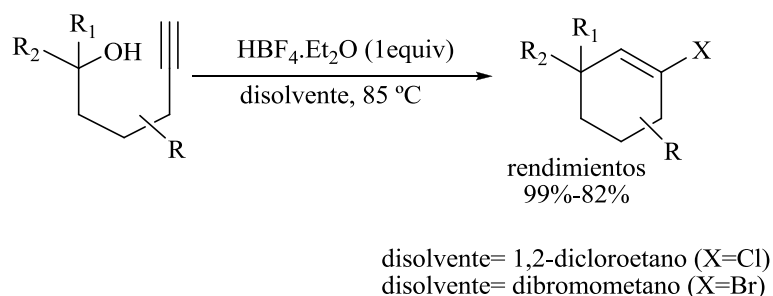 R₁
R₂ OH
R
HBF₄.Et₂O (1equiv)
disolvente, 85 ºC
R₁
R₂
X
R
rendimientos
99%-82%
disolvente= 1,2-dicloroetano (X=Cl)
disolvente= dibromometano (X=Br)